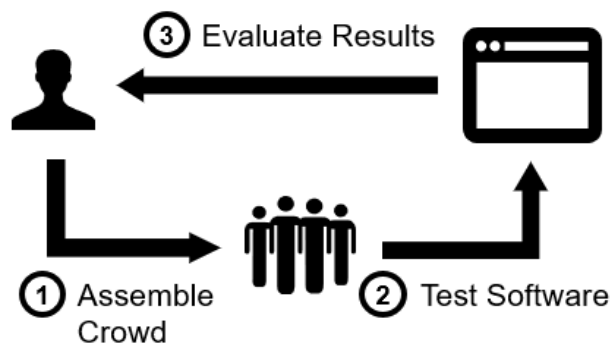 3 Evaluate Results
1 Assemble
Crowd
2 Test Software